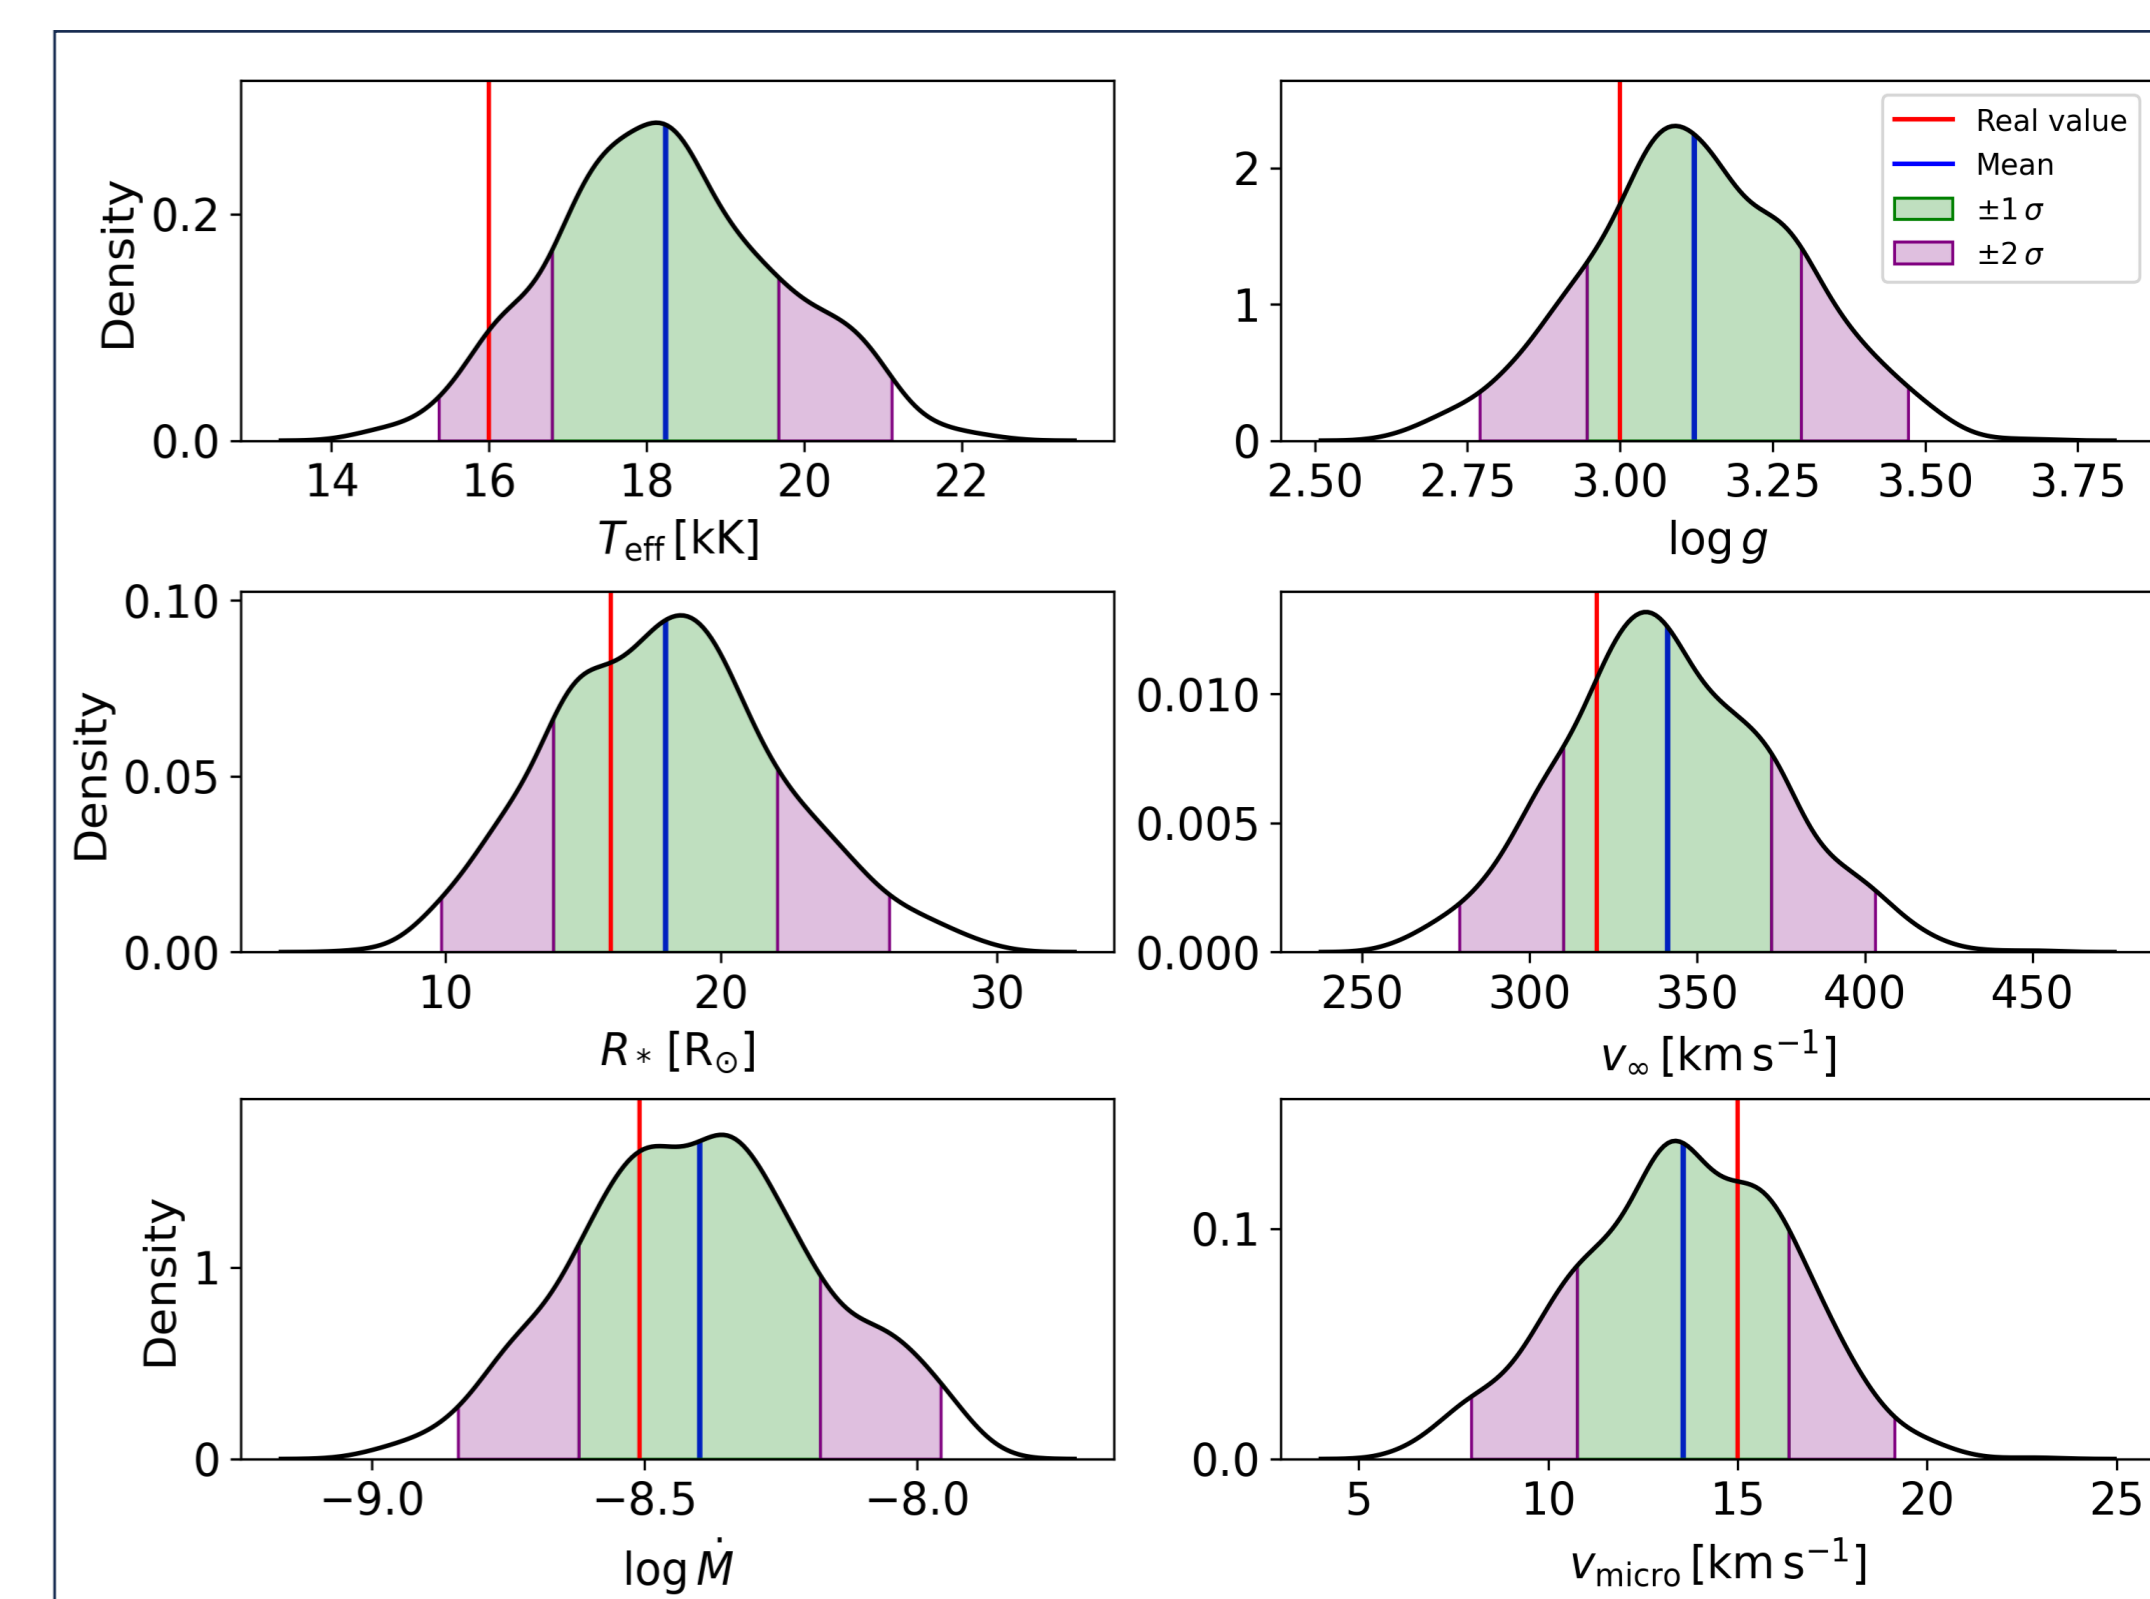 Density
0.2
0.0
14 16 18 20 22
T_eff [kK]
2
1
0
2.50 2.75 3.00 3.25 3.50 3.75
log g
Real value
Mean
±1 σ
±2 σ
Density
0.10
0.05
0.00
10 20 30
R_* [R_⊙]
0.010
0.005
0.000
250 300 350 400 450
v_∞ [km s⁻¹]
Density
1
0
−9.0 −8.5 −8.0
log Ṁ
0.1
0.0
5 10 15 20 25
v_micro [km s⁻¹]